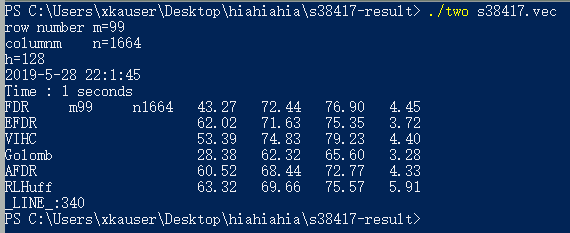 PS C:\Users\xkauser\Desktop\hiahiahia\s38417-result> ./two s38417.vec
row number m=99
columnm    n=1664
h=128
2019-5-28 22:1:45
Time : 1 seconds
FDR     m99     n1664   43.27   72.44   76.90   4.45
EFDR                    62.02   71.63   75.35   3.72
VIHC                    53.39   74.83   79.23   4.40
Golomb                  28.38   62.32   65.60   3.28
AFDR                    60.52   68.44   72.77   4.33
RLHuff                  63.32   69.66   75.57   5.91
_LINE_:340
PS C:\Users\xkauser\Desktop\hiahiahia\s38417-result>